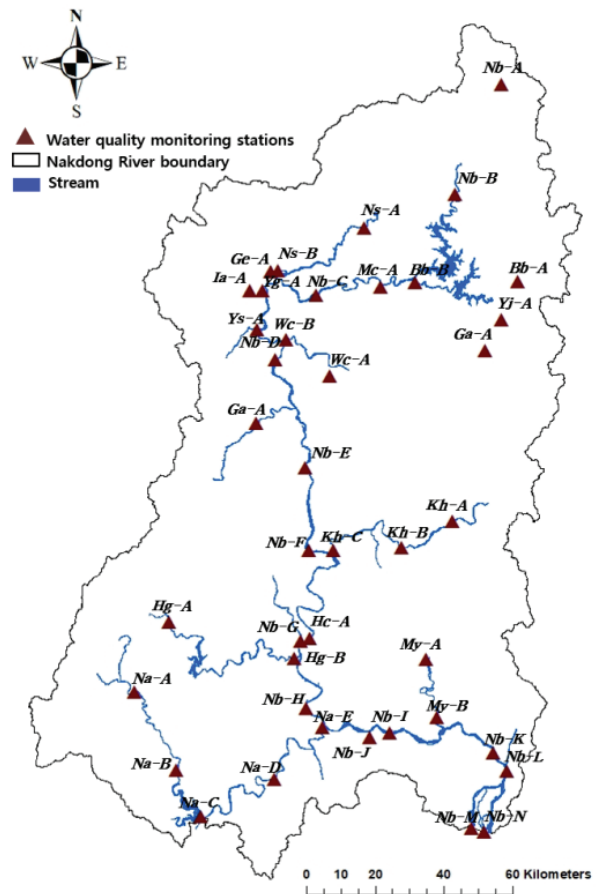 N
W E
S
Water quality monitoring stations
Nakdong River boundary
Stream
Nb-A
Nb-B
Ns-A
Ge-A
Ns-B
Ia-A
Yg-A
Nb-C
Mc-A
Bb-B
Bb-A
Yj-A
Ys-A
Wc-B
Nb-D
Wc-A
Ga-A
Ga-A
Nb-E
Kh-A
Nb-F
Kh-C
Kh-B
Hg-A
Nb-G
Hc-A
Hg-B
My-A
Na-A
Nb-H
Na-E
Nb-I
My-B
Nb-J
Nb-K
Nb-L
Na-B
Na-D
Na-C
Nb-M
Nb-N
0 20 40 60 Kilometers